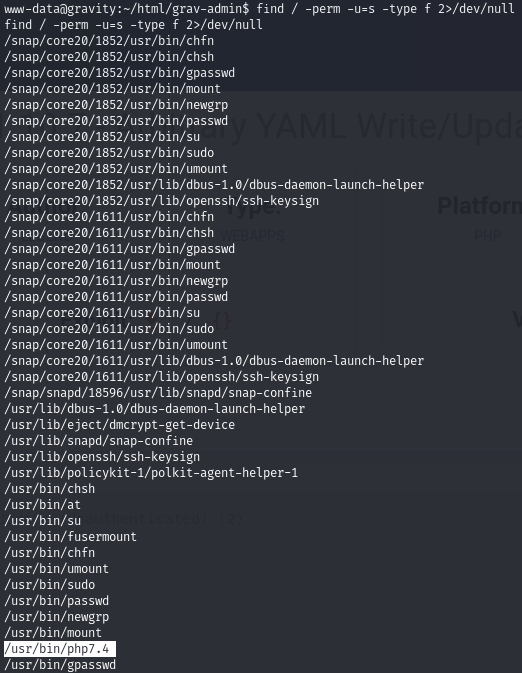 www-data@gravity:~/html/grav-admin$ find / -perm -u=s -type f 2>/dev/null
find / -perm -u=s -type f 2>/dev/null
/snap/core20/1852/usr/bin/chfn
/snap/core20/1852/usr/bin/chsh
/snap/core20/1852/usr/bin/gpasswd
/snap/core20/1852/usr/bin/mount
/snap/core20/1852/usr/bin/newgrp
/snap/core20/1852/usr/bin/passwd
/snap/core20/1852/usr/bin/su
/snap/core20/1852/usr/bin/sudo
/snap/core20/1852/usr/bin/umount
/snap/core20/1852/usr/lib/dbus-1.0/dbus-daemon-launch-helper
/snap/core20/1852/usr/lib/openssh/ssh-keysign
/snap/core20/1611/usr/bin/chfn
/snap/core20/1611/usr/bin/chsh
/snap/core20/1611/usr/bin/gpasswd
/snap/core20/1611/usr/bin/mount
/snap/core20/1611/usr/bin/newgrp
/snap/core20/1611/usr/bin/passwd
/snap/core20/1611/usr/bin/su
/snap/core20/1611/usr/bin/sudo
/snap/core20/1611/usr/bin/umount
/snap/core20/1611/usr/lib/dbus-1.0/dbus-daemon-launch-helper
/snap/core20/1611/usr/lib/openssh/ssh-keysign
/snap/snapd/18596/usr/lib/snapd/snap-confine
/usr/lib/dbus-1.0/dbus-daemon-launch-helper
/usr/lib/eject/dmcrypt-get-device
/usr/lib/snapd/snap-confine
/usr/lib/openssh/ssh-keysign
/usr/lib/policykit-1/polkit-agent-helper-1
/usr/bin/chsh
/usr/bin/at
/usr/bin/su
/usr/bin/fusermount
/usr/bin/chfn
/usr/bin/umount
/usr/bin/sudo
/usr/bin/passwd
/usr/bin/newgrp
/usr/bin/mount
/usr/bin/php7.4
/usr/bin/gpasswd
YAML Write/Upda
Type:
Platform
WEBAPPS
PHP
{}